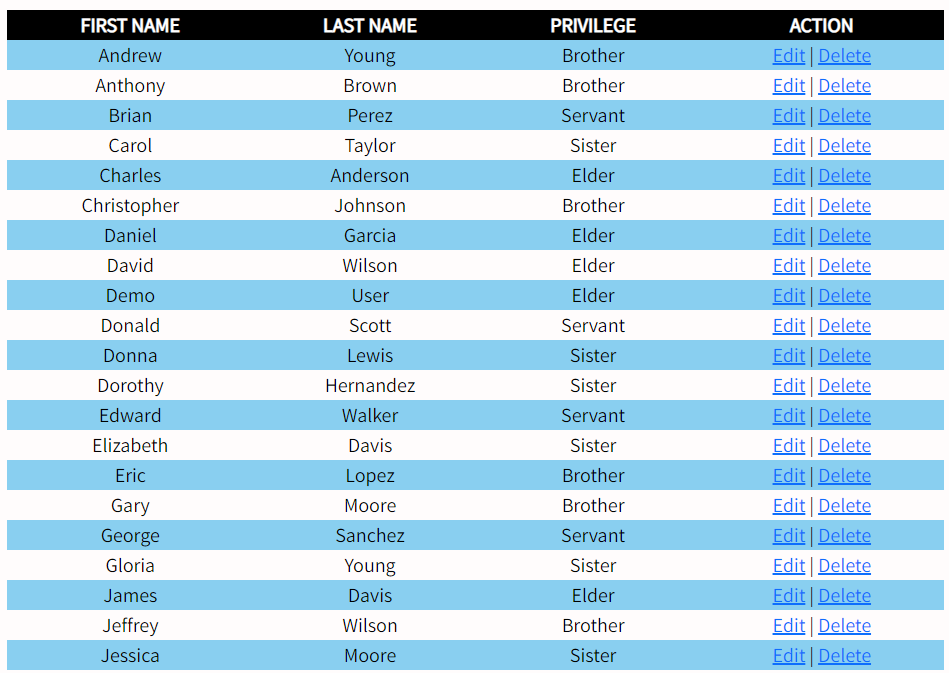 FIRST NAME LAST NAME PRIVILEGE ACTION
Andrew Young Brother Edit | Delete
Anthony Brown Brother Edit | Delete
Brian Perez Servant Edit | Delete
Carol Taylor Sister Edit | Delete
Charles Anderson Elder Edit | Delete
Christopher Johnson Brother Edit | Delete
Daniel Garcia Elder Edit | Delete
David Wilson Elder Edit | Delete
Demo User Elder Edit | Delete
Donald Scott Servant Edit | Delete
Donna Lewis Sister Edit | Delete
Dorothy Hernandez Sister Edit | Delete
Edward Walker Servant Edit | Delete
Elizabeth Davis Sister Edit | Delete
Eric Lopez Brother Edit | Delete
Gary Moore Brother Edit | Delete
George Sanchez Servant Edit | Delete
Gloria Young Sister Edit | Delete
James Davis Elder Edit | Delete
Jeffrey Wilson Brother Edit | Delete
Jessica Moore Sister Edit | Delete